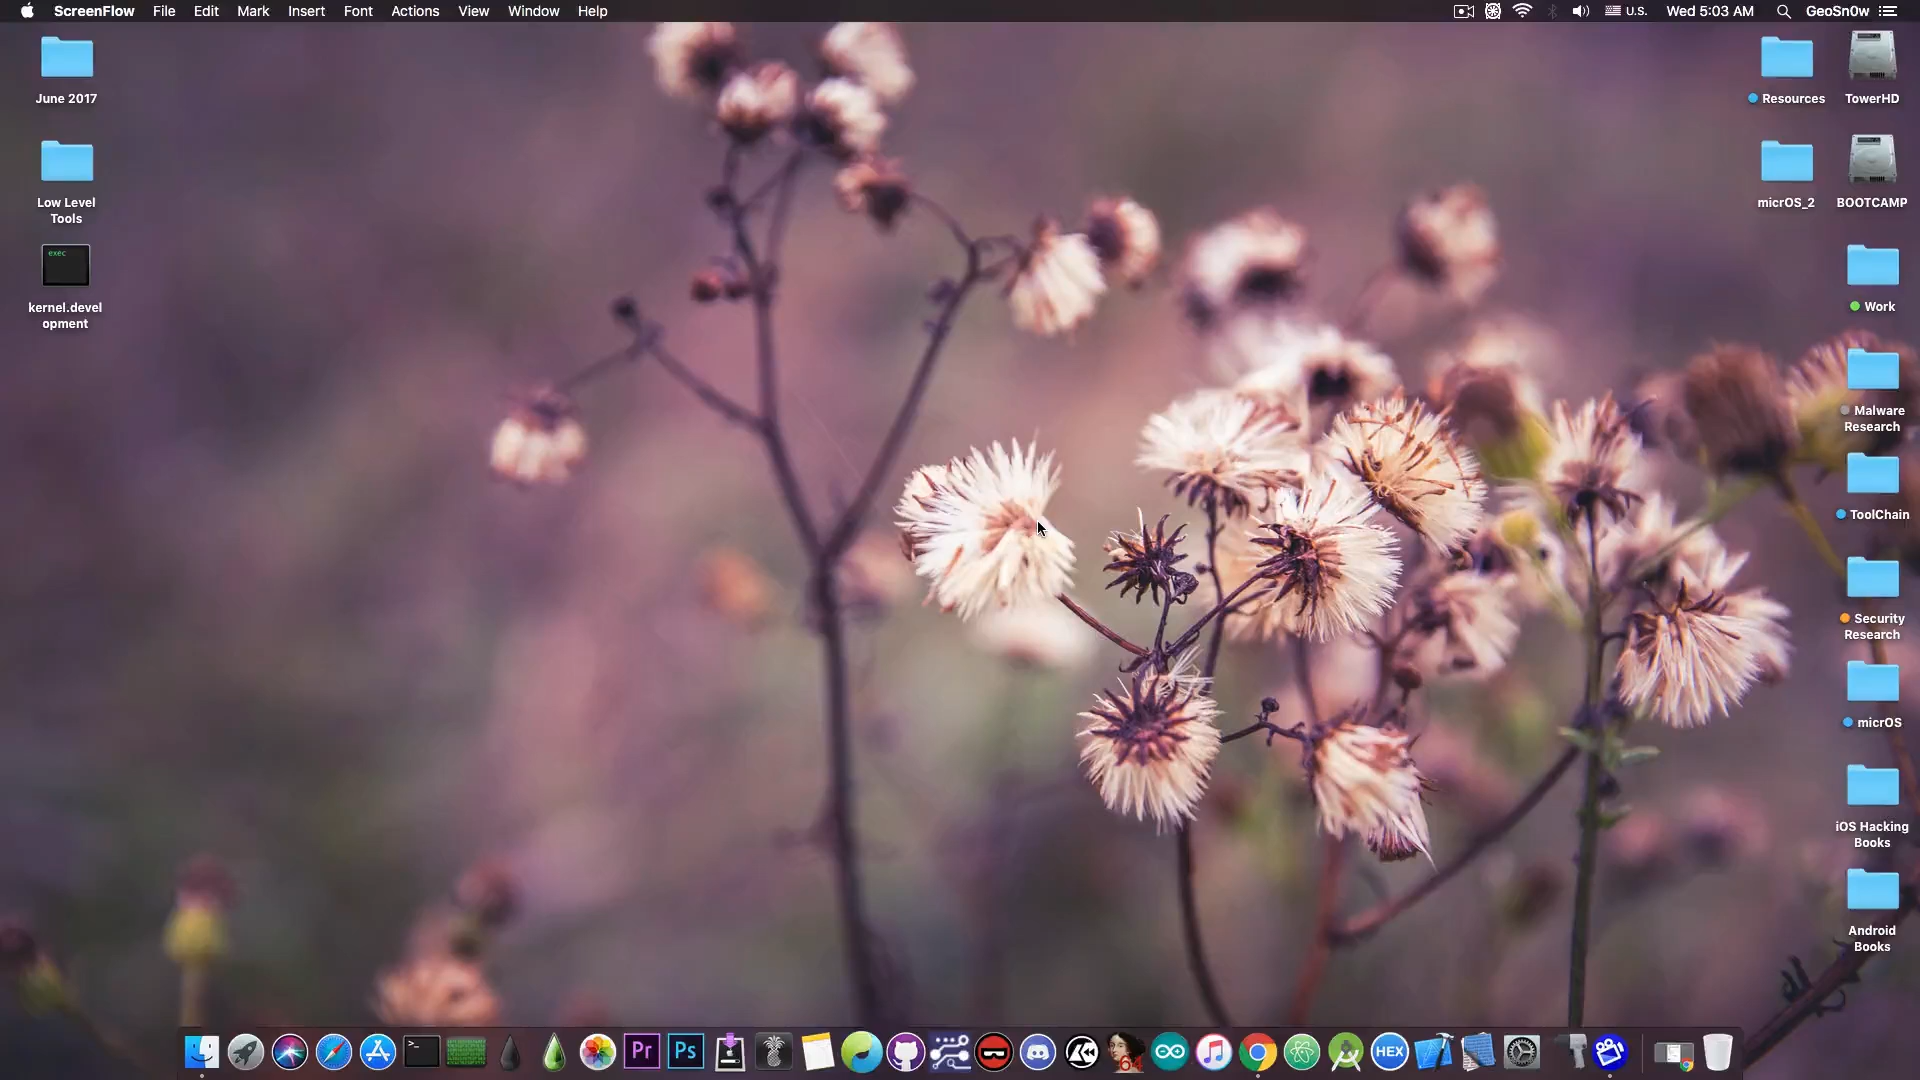 ScreenFlow File Edit Mark Insert Font Actions View Window Help U.S. Wed 5:03 AM GeoSn0w
June 2017
Low Level
Tools
exec
kernel.devel
opment
Resources
TowerHD
micrOS_2
BOOTCAMP
Work
Malware
Research
ToolChain
Security
Research
micrOS
iOS Hacking
Books
Android
Books
>_
Pr
Ps
64
HEX